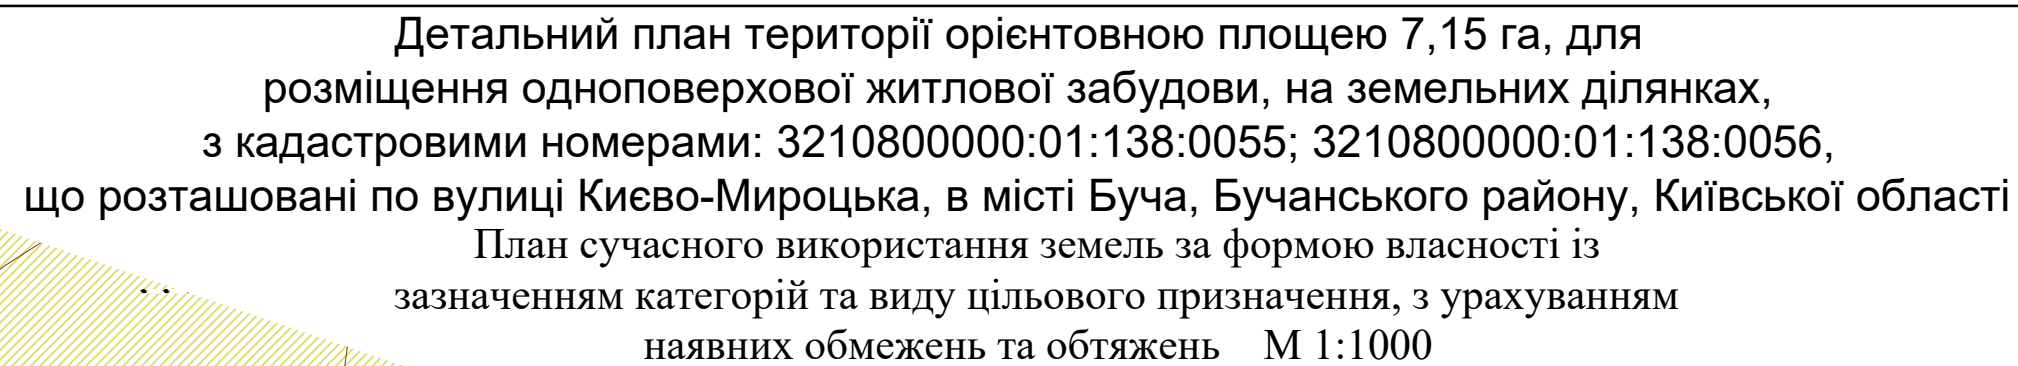 Детальний план території орієнтовною площею 7,15 га, для
розміщення одноповерхової житлової забудови, на земельних ділянках,
з кадастровими номерами: 3210800000:01:138:0055; 3210800000:01:138:0056,
що розташовані по вулиці Києво-Мироцька, в місті Буча, Бучанського району, Київської області
План сучасного використання земель за формою власності із
зазначенням категорій та виду цільового призначення, з урахуванням
наявних обмежень та обтяжень М 1:1000